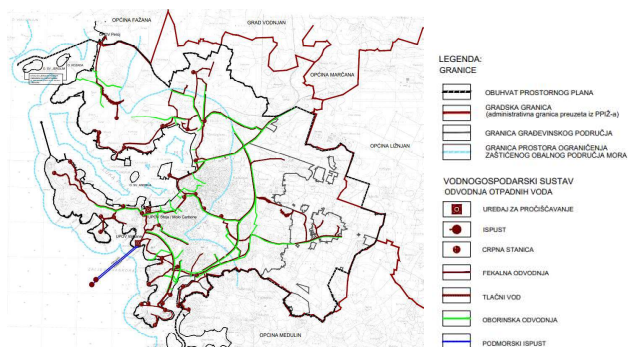 OPĆINA FAŽANA
GRAD VODNJAN
OPĆINA MARČANA
OPĆINA LIŽNJAN
OPĆINA MEDULIN
LEGENDA:
GRANICE
OBUHVAT PROSTORNOG PLANA
GRADSKA GRANICA
(administrativna granica preuzeta iz PPIŽ-a)
GRANICA GRAĐEVINSKOG PODRUČJA
GRANICA PROSTORA OGRANIČENJA
ZAŠTIĆENOG OBALNOG PODRUČJA MORA
VODNOGOSPODARSKI SUSTAV
ODVODNJA OTPADNIH VODA
UREĐAJ ZA PROČIŠĆAVANJE
ISPUST
CRPNA STANICA
FEKALNA ODVODNJA
TLAČNI VOD
OBORINSKA ODVODNJA
PODMORSKI ISPUST